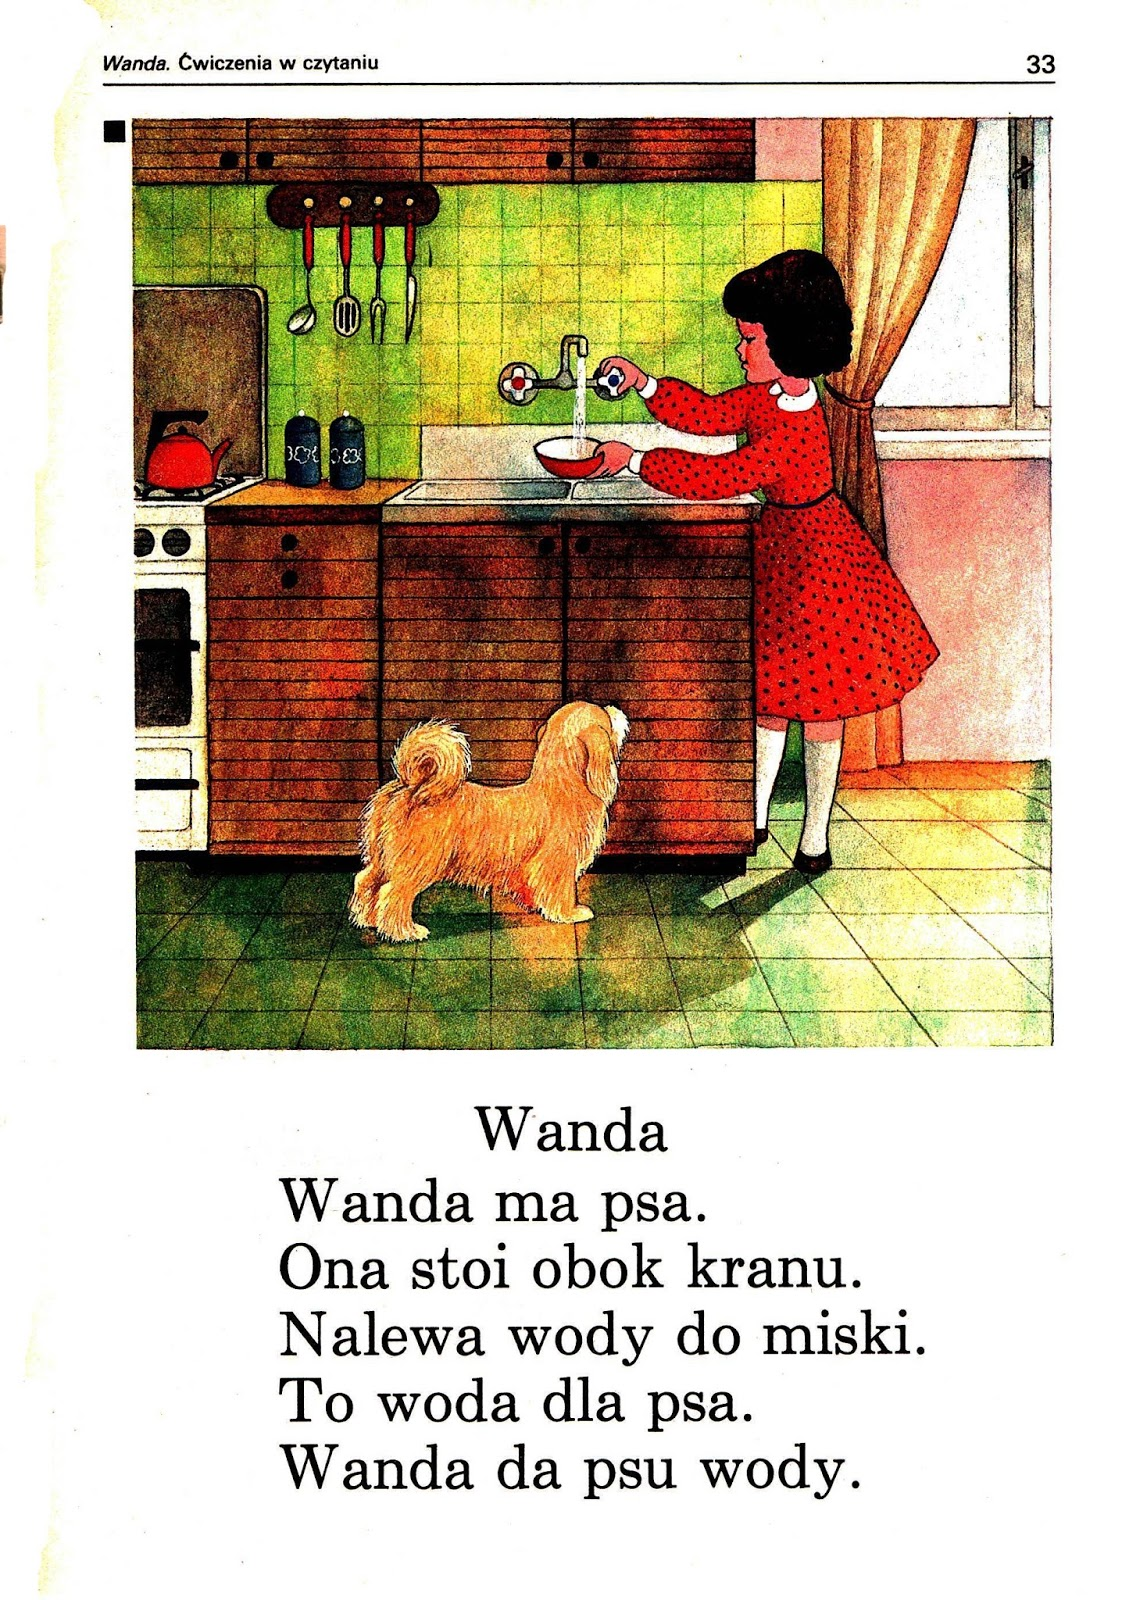 Wanda. Ćwiczenia w czytaniu 33
Wanda
Wanda ma psa.
Ona stoi obok kranu.
Nalewa wody do miski.
To woda dla psa.
Wanda da psu wody.